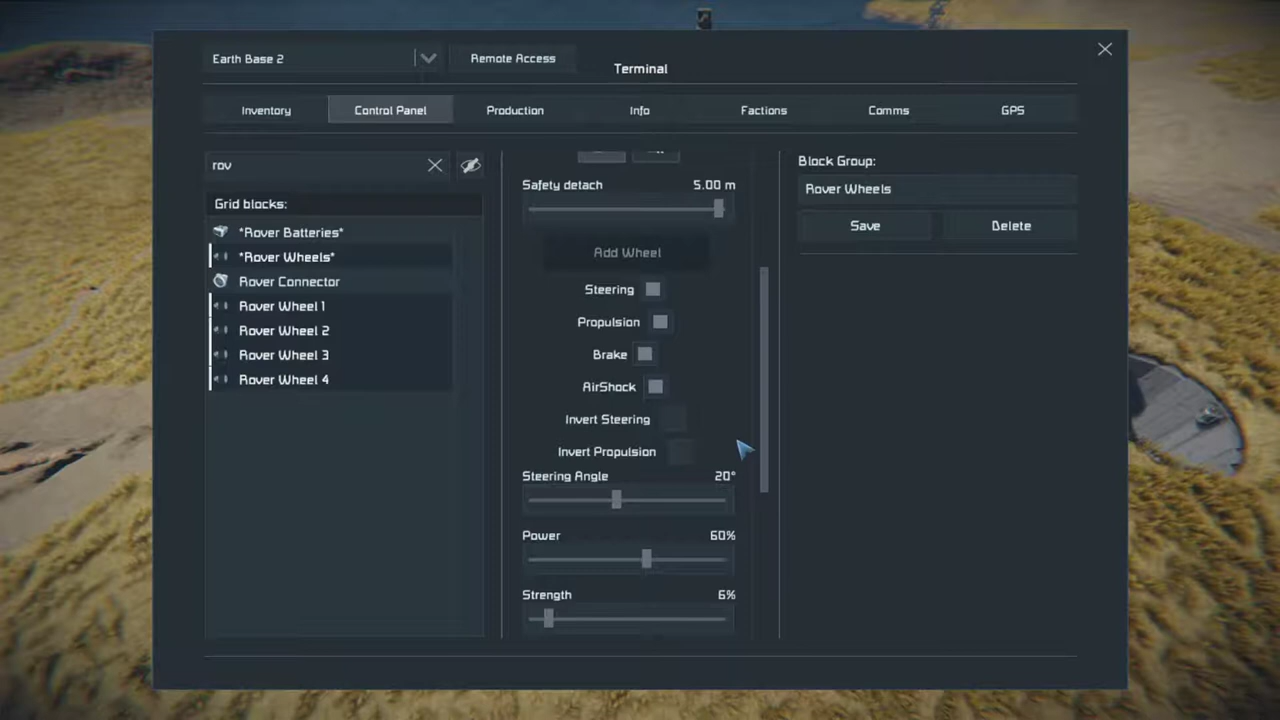 Earth Base 2
Remote Access
Terminal
Inventory
Control Panel
Production
Info
Factions
Comms
GPS
rov
Grid blocks:
*Rover Batteries*
*Rover Wheels*
Rover Connector
Rover Wheel 1
Rover Wheel 2
Rover Wheel 3
Rover Wheel 4
Safety detach 5.00 m
Add Wheel
Steering
Propulsion
Brake
AirShock
Invert Steering
Invert Propulsion
Steering Angle 20°
Power 60%
Strength 6%
Block Group:
Rover Wheels
Save
Delete